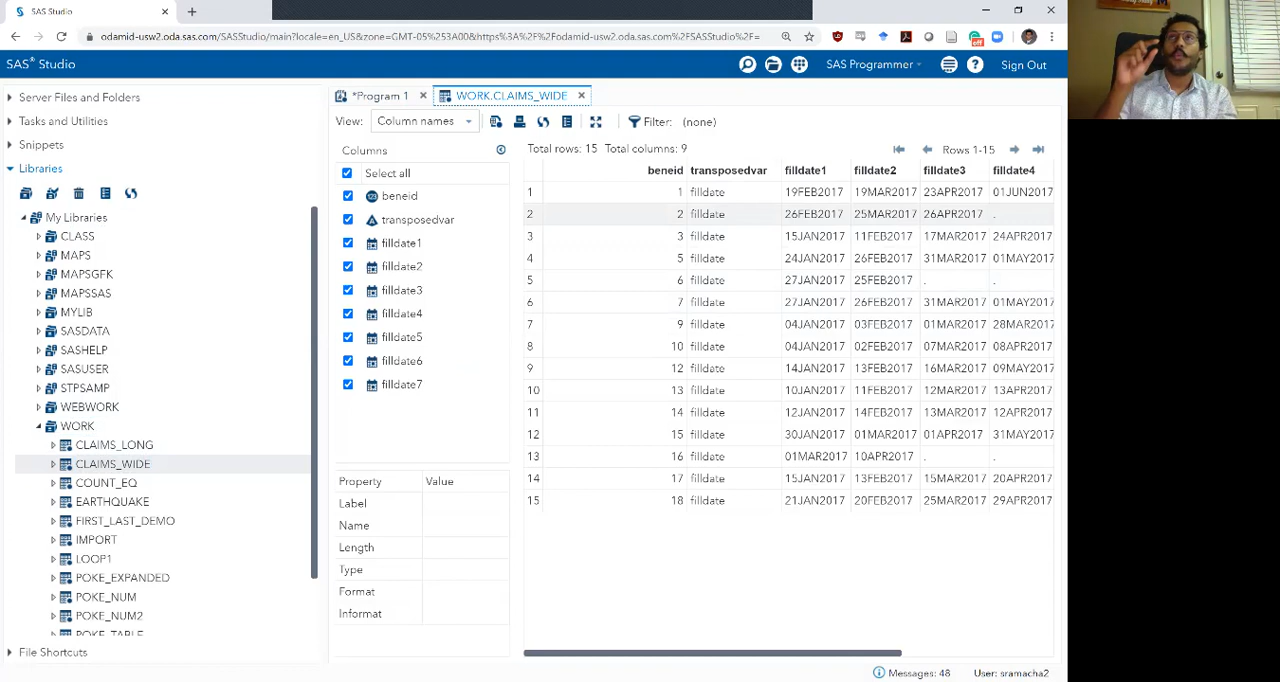 SAS Studio
odamid-usw2.oda.sas.com/SASStudio/main?locale=en_US&zone=GMT-05%253A00&https%3A%2F%2Fodamid-usw2.oda.sas.com%2FSASStudio%2F=
SAS® Studio
SAS Programmer
Sign Out
Server Files and Folders
Tasks and Utilities
Snippets
Libraries
My Libraries
CLASS
MAPS
MAPSGFK
MAPSSAS
MYLIB
SASDATA
SASHELP
SASUSER
STPSAMP
WEBWORK
WORK
CLAIMS_LONG
CLAIMS_WIDE
COUNT_EQ
EARTHQUAKE
FIRST_LAST_DEMO
IMPORT
LOOP1
POKE_EXPANDED
POKE_NUM
POKE_NUM2
POKE_TABLE
File Shortcuts
*Program 1
WORK.CLAIMS_WIDE
View: Column names
Filter: (none)
Columns
Select all
beneid
transposedvar
filldate1
filldate2
filldate3
filldate4
filldate5
filldate6
filldate7
Property Value
Label
Name
Length
Type
Format
Informat
Total rows: 15 Total columns: 9
Rows 1-15
beneid transposedvar filldate1 filldate2 filldate3 filldate4
1 1 filldate 19FEB2017 19MAR2017 23APR2017 01JUN2017
2 2 filldate 26FEB2017 25MAR2017 26APR2017 .
3 3 filldate 15JAN2017 11FEB2017 17MAR2017 24APR2017
4 5 filldate 24JAN2017 26FEB2017 31MAR2017 01MAY2017
5 6 filldate 27JAN2017 25FEB2017 . .
6 7 filldate 27JAN2017 26FEB2017 31MAR2017 01MAY2017
7 9 filldate 04JAN2017 03FEB2017 01MAR2017 28MAR2017
8 10 filldate 04JAN2017 02FEB2017 07MAR2017 08APR2017
9 12 filldate 14JAN2017 13FEB2017 16MAR2017 09MAY2017
10 13 filldate 10JAN2017 11FEB2017 12MAR2017 13APR2017
11 14 filldate 12JAN2017 14FEB2017 13MAR2017 12APR2017
12 15 filldate 30JAN2017 01MAR2017 01APR2017 31MAY2017
13 16 filldate 01MAR2017 10APR2017 . .
14 17 filldate 15JAN2017 13FEB2017 15MAR2017 20APR2017
15 18 filldate 21JAN2017 20FEB2017 25MAR2017 29APR2017
Messages: 48
User: sramacha2